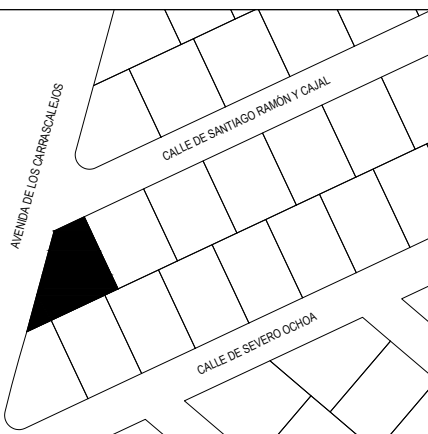 CALLE DE SANTIAGO RAMÓN Y CAJAL
AVENIDA DE LOS CARRASCALEJOS
CALLE DE SEVERO OCHOA